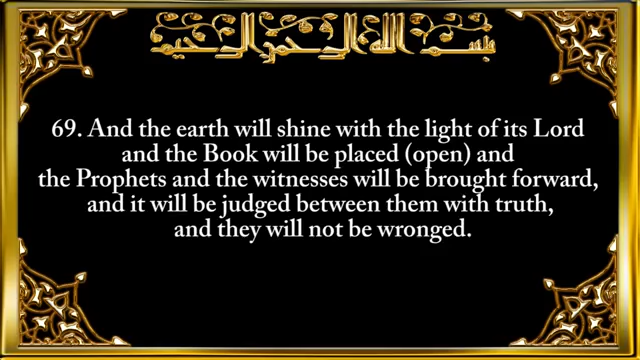 بسم الله الرحمن الرحيم
69. And the earth will shine with the light of its Lord
and the Book will be placed (open) and
the Prophets and the witnesses will be brought forward,
and it will be judged between them with truth,
and they will not be wronged.